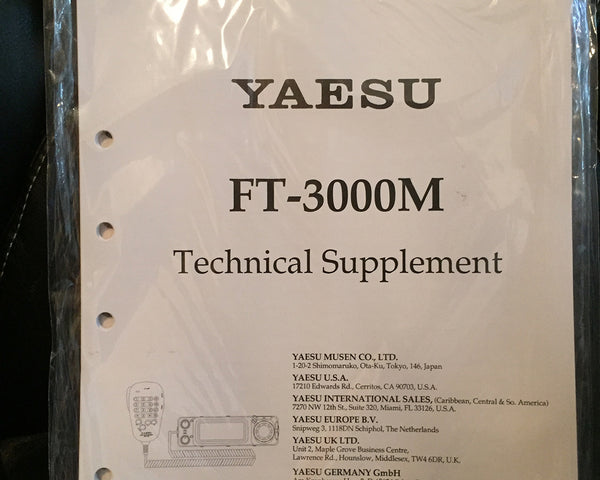 YAESU
FT-3000M
Technical Supplement
YAESU MUSEN CO., LTD.
1-20-2 Shimomaruko, Ota-Ku, Tokyo, 146, Japan
YAESU U.S.A.
17210 Edwards Rd., Cerritos, CA 90703, U.S.A.
YAESU INTERNATIONAL SALES, (Caribbean, Central & So. America)
7270 NW 12th St., Suite 320, Miami, FL 33126, U.S.A.
YAESU EUROPE B.V.
Snipweg 3, 1118DN Schiphol, The Netherlands
YAESU UK LTD.
Unit 2, Maple Grove Business Centre,
Lawrence Rd., Hounslow, Middlesex, TW4 6DR, U.K.
YAESU GERMANY GmbH